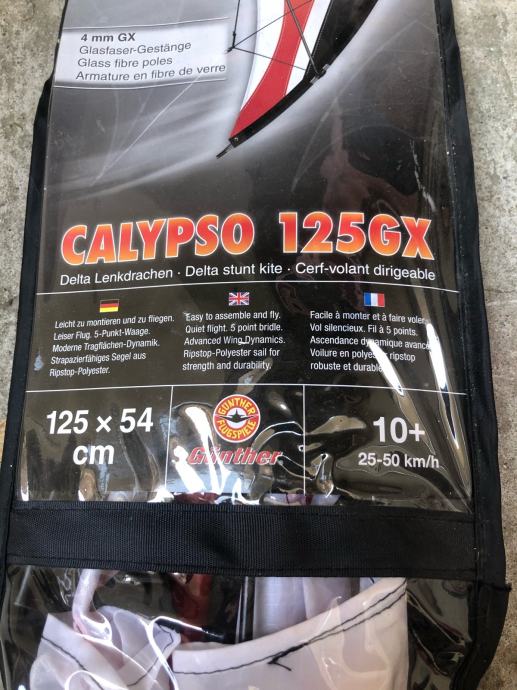 4 mm GX
Glasfaser-Gestänge
Glass fibre poles
Armature en fibre de verre
CALYPSO 125GX
Delta Lenkdrachen · Delta stunt kite · Cerf-volant dirigeable
Leicht zu montieren und zu fliegen.
Leiser Flug. 5-Punkt-Waage.
Moderne Tragflächen-Dynamik.
Strapazierfähiges Segel aus
Ripstop-Polyester.
Easy to assemble and fly.
Quiet flight. 5 point bridle.
Advanced Wing Dynamics.
Ripstop-Polyester sail for
strength and durability.
Facile à monter et à faire voler.
Vol silencieux. Fil à 5 points.
Ascendance dynamique avancé
Voilure en polyester ripstop
robuste et durable
125 × 54
cm
GÜNTHER
FLUGSPIELE
Günther
10+
25-50 km/h